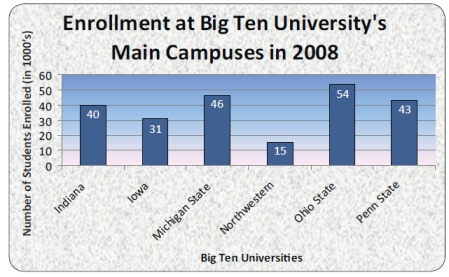 Enrollment at Big Ten University's
Main Campuses in 2008
Number of Students Enrolled (in 1000's)
60
50
40
30
20
10
0
40
31
46
15
54
43
Indiana
Iowa
Michigan State
Northwestern
Ohio State
Penn State
Big Ten Universities